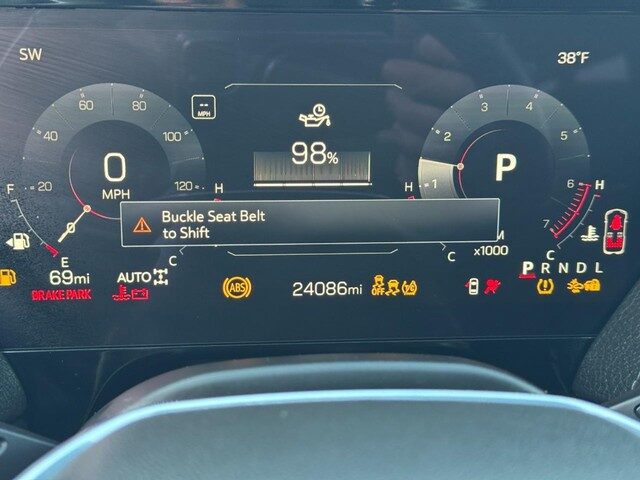 SW
38°F
60 80
40 100
20 120
0
MPH
--
MPH
98%
3 4
2 5
1 6
7
P
F
E
H
C
H
C
H
C
Buckle Seat Belt
to Shift
x1000
69mi
AUTO
BRAKE PARK
ABS
24086mi
OFF
P R N D L